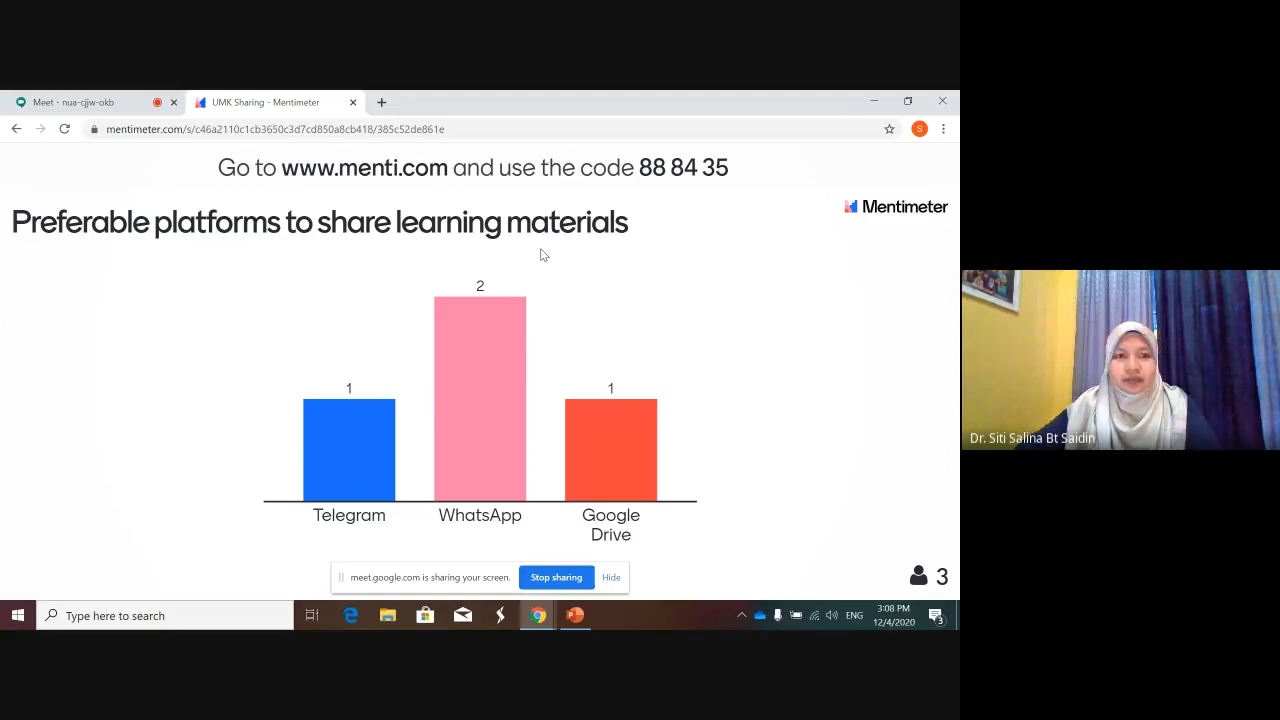 Meet - nua-cjjw-okb
UMK Sharing - Mentimeter
mentimeter.com/s/c46a2110c1cb3650c3d7cd850a8cb418/385c52de861e
S
Go to www.menti.com and use the code 88 84 35
Mentimeter
Preferable platforms to share learning materials
2
1
1
Telegram
WhatsApp
Google
Drive
Dr. Siti Salina Bt Saidin
meet.google.com is sharing your screen.
Stop sharing
Hide
3
Type here to search
ENG
3:08 PM
12/4/2020
3